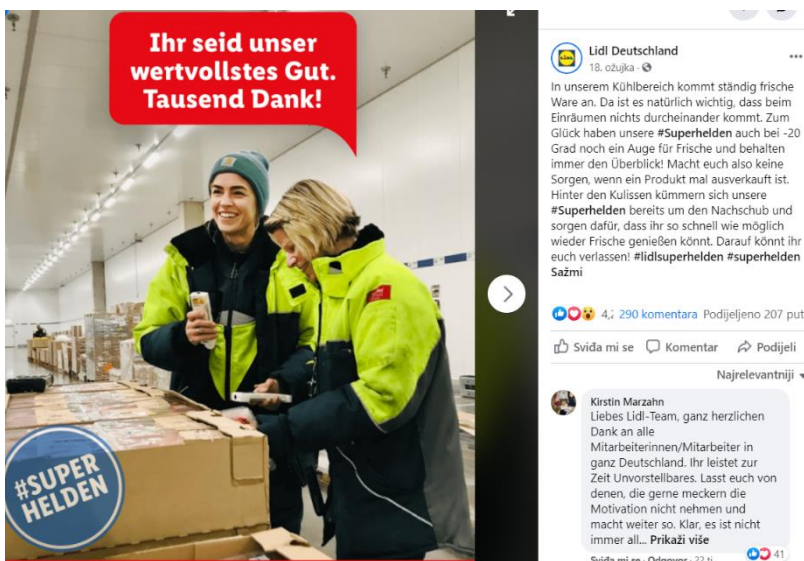 Ihr seid unser
wertvollstes Gut.
Tausend Dank!
#SUPER
HELDEN
Lidl Deutschland
18. ožujka
In unserem Kühlbereich kommt ständig frische
Ware an. Da ist es natürlich wichtig, dass beim
Einräumen nichts durcheinander kommt. Zum
Glück haben unsere #Superhelden auch bei -20
Grad noch ein Auge für Frische und behalten
immer den Überblick! Macht euch also keine
Sorgen, wenn ein Produkt mal ausverkauft ist.
Hinter den Kulissen kümmern sich unsere
#Superhelden bereits um den Nachschub und
sorgen dafür, dass ihr so schnell wie möglich
wieder Frische genießen könnt. Darauf könnt ihr
euch verlassen! #lidlsuperhelden #superhelden
Sažmi
290 komentara Podijeljeno 207 put
Sviđa mi se Komentar Podijeli
Najrelevantniji
Kirstin Marzahn
Liebes Lidl-Team, ganz herzlichen
Dank an alle
Mitarbeiterinnen/Mitarbeiter in
ganz Deutschland. Ihr leistet zur
Zeit Unvorstellbares. Lasst euch von
denen, die gerne meckern die
Motivation nicht nehmen und
macht weiter so. Klar, es ist nicht
immer all... Prikaži više
41
Sviđa mi se · Odgovor · 22 tj.